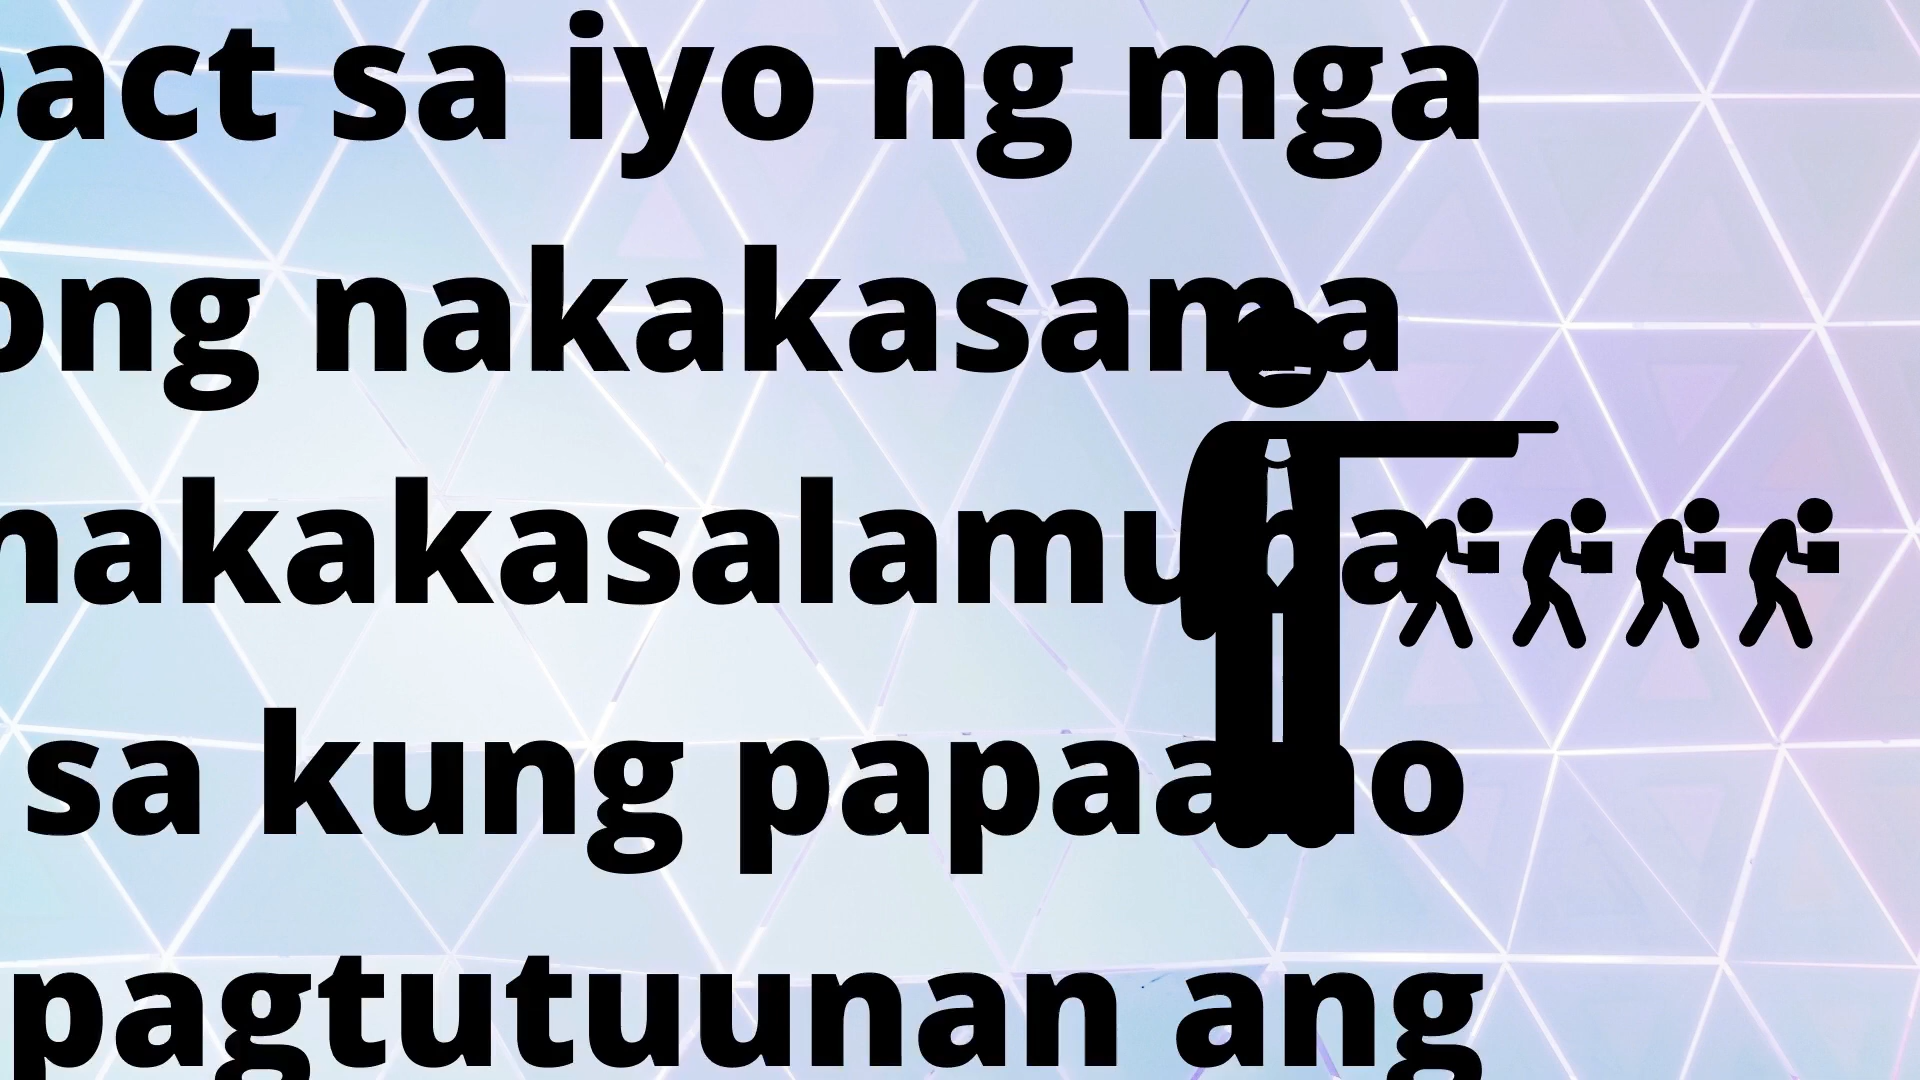 pact sa iyo ng mga
ong nakakasama
nakakasalamuha
sa kung papaano
pagtutuunan ang